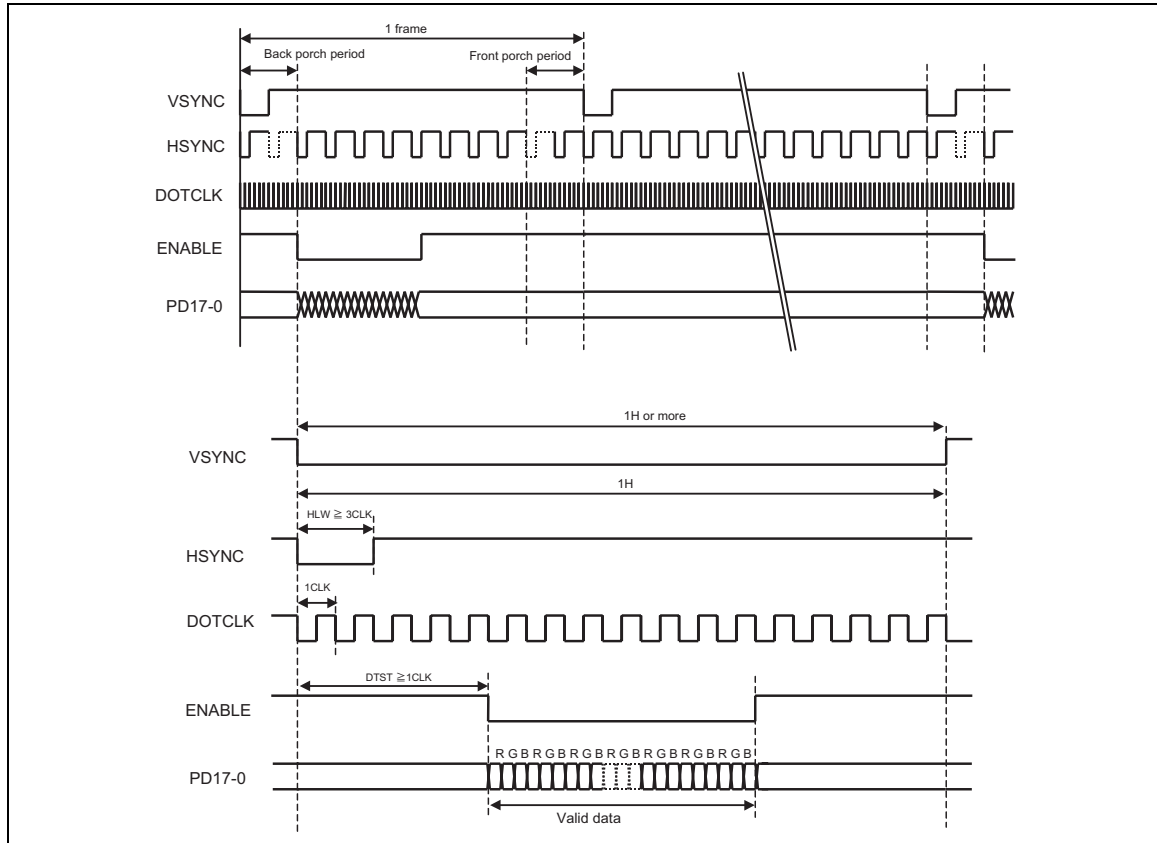 1 frame
Back porch period
Front porch period
VSYNC
HSYNC
DOTCLK
ENABLE
PD17-0
1H or more
VSYNC
1H
HLW ≧ 3CLK
HSYNC
1CLK
DOTCLK
DTST ≧1CLK
ENABLE
R G B R G B R G B R G B R G B R G B R G B
PD17-0
Valid data